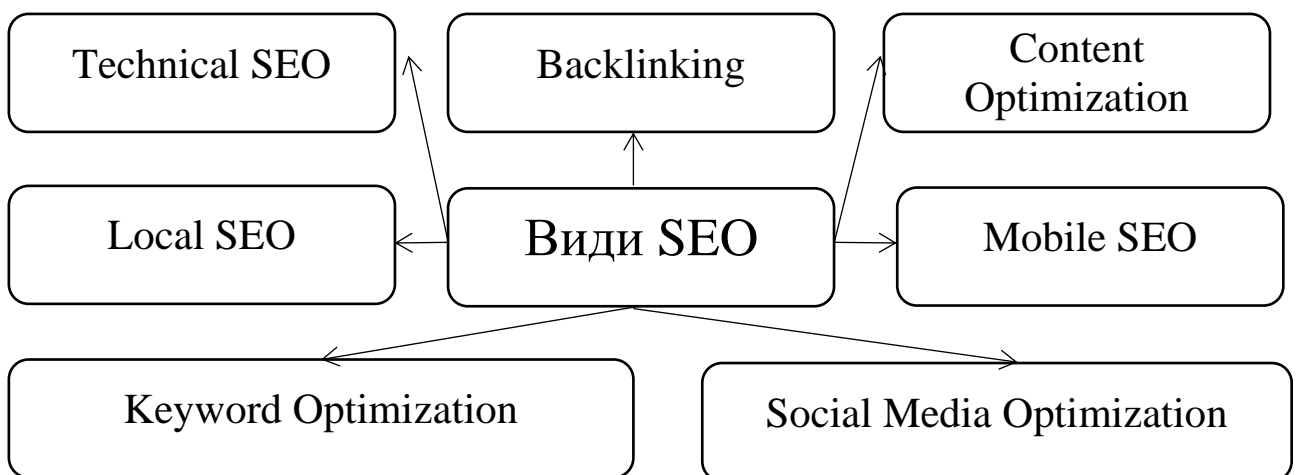 Technical SEO
Backlinking
Content
Optimization
Local SEO
Види SEO
Mobile SEO
Keyword Optimization
Social Media Optimization